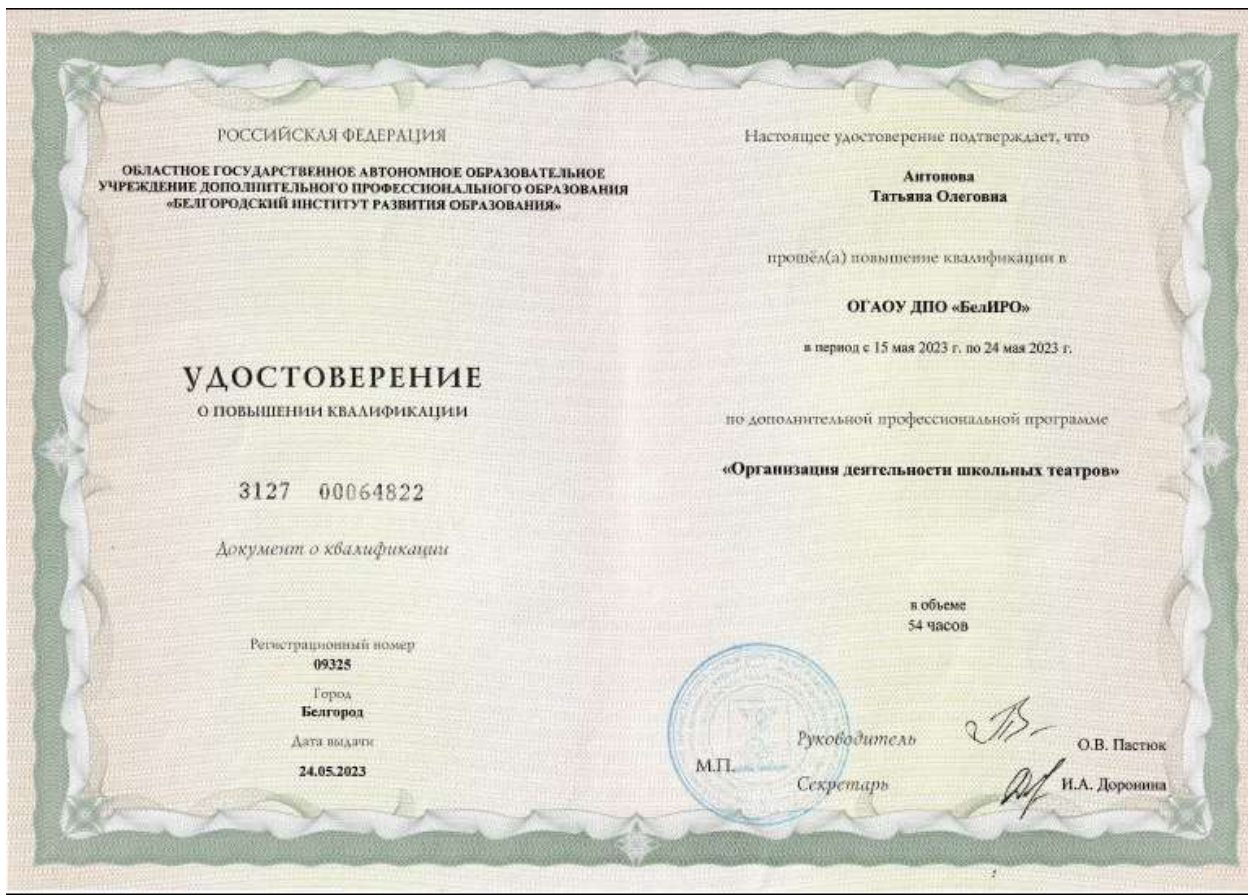 РОССИЙСКАЯ ФЕДЕРАЦИЯ
ОБЛАСТНОЕ ГОСУДАРСТВЕННОЕ АВТОНОМНОЕ ОБРАЗОВАТЕЛЬНОЕ
УЧРЕЖДЕНИЕ ДОПОЛНИТЕЛЬНОГО ПРОФЕССИОНАЛЬНОГО ОБРАЗОВАНИЯ
«БЕЛГОРОДСКИЙ ИНСТИТУТ РАЗВИТИЯ ОБРАЗОВАНИЯ»
УДОСТОВЕРЕНИЕ
О ПОВЫШЕНИИ КВАЛИФИКАЦИИ
3127 00064822
Документ о квалификации
Регистрационный номер
09325
Город
Белгород
Дата выдачи
24.05.2023
Настоящее удостоверение подтверждает, что
Антонова
Татьяна Олеговна
прошёл(а) повышение квалификации в
ОГАОУ ДПО «БелИРО»
в период с 15 мая 2023 г. по 24 мая 2023 г.
по дополнительной профессиональной программе
«Организация деятельности школьных театров»
в объеме
54 часов
Руководитель
О.В. Пастюк
М.П.
Секретарь
И.А. Доронина